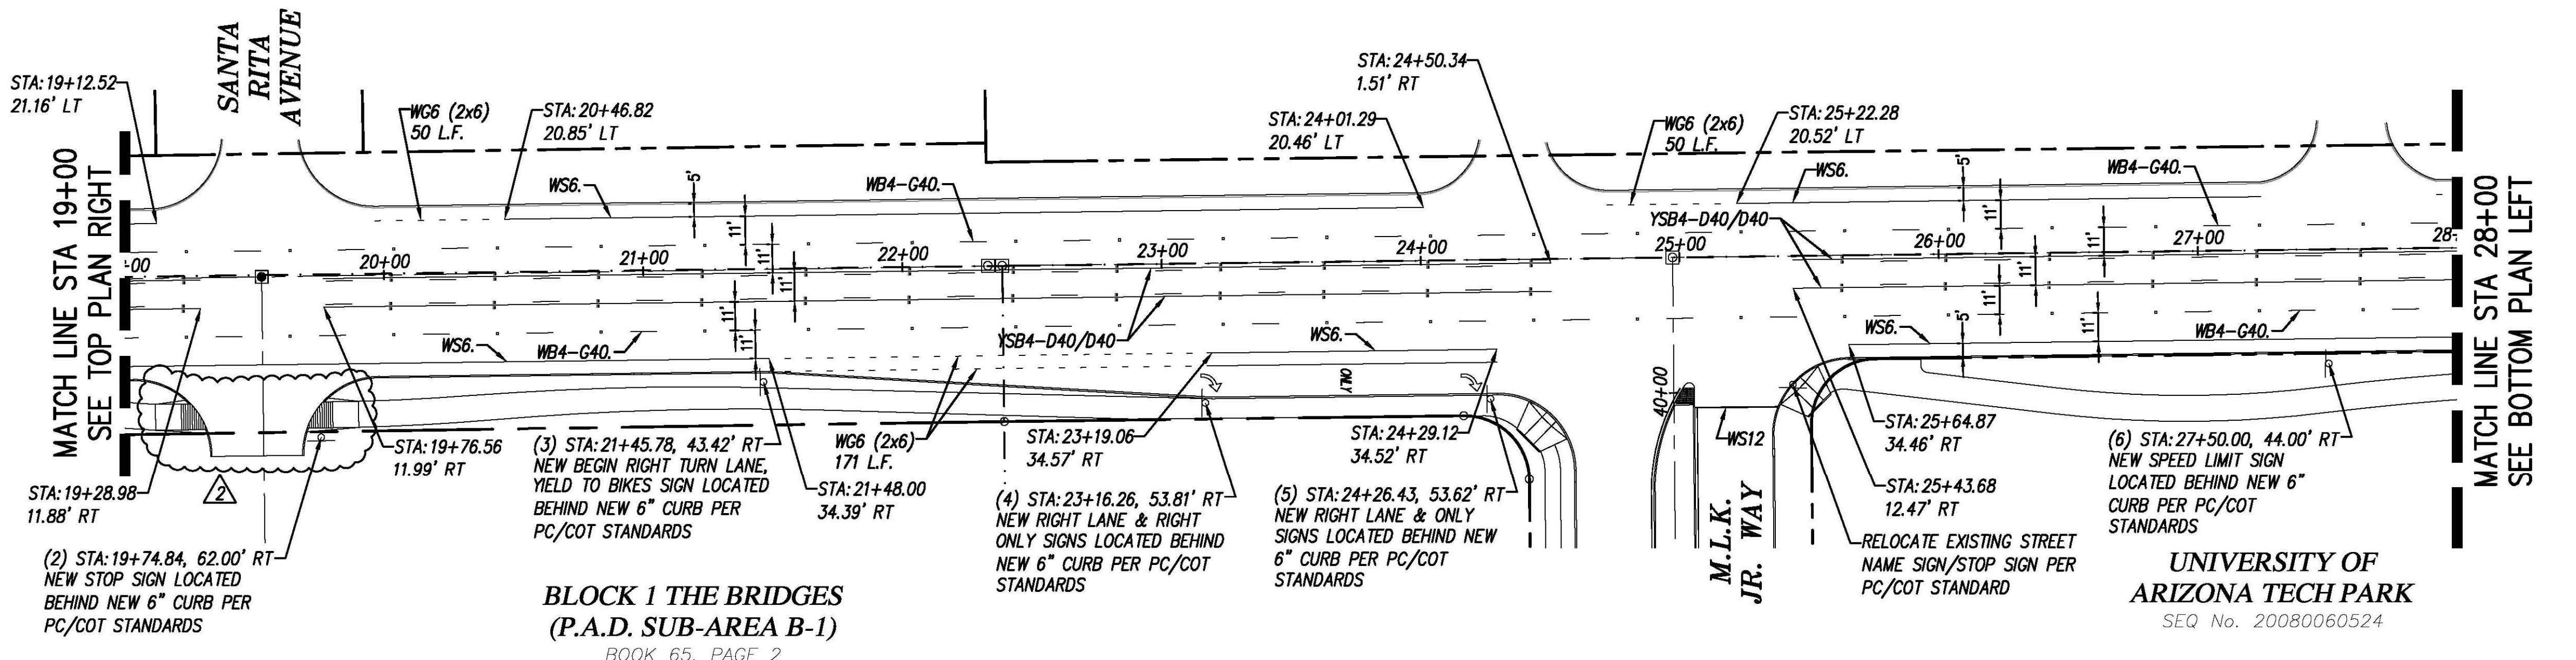 SANTA
RITA
AVENUE
STA: 19+12.52
21.16' LT
MATCH LINE STA 19+00
SEE TOP PLAN RIGHT
WG6 (2x6)
50 L.F.
STA: 20+46.82
20.85' LT
WS6.
5'
11'
11'
11'
11'
11'
WB4-G40.
STA: 24+01.29
20.46' LT
STA: 24+50.34
1.51' RT
WG6 (2x6)
50 L.F.
STA: 25+22.28
20.52' LT
WS6.
YSB4-D40/D40
5'
11'
11'
11'
11'
11'
5'
WB4-G40.
-00
20+00
21+00
22+00
23+00
24+00
25+00
26+00
27+00
28-
MATCH LINE STA 28+00
SEE BOTTOM PLAN LEFT
WS6.
WB4-G40.
YSB4-D40/D40
WS6.
WS6.
WB4-G40.
ONLY
40+00
WS12
2
STA: 19+28.98
11.88' RT
STA: 19+76.56
11.99' RT
(2) STA: 19+74.84, 62.00' RT
NEW STOP SIGN LOCATED
BEHIND NEW 6" CURB PER
PC/COT STANDARDS
(3) STA: 21+45.78, 43.42' RT
NEW BEGIN RIGHT TURN LANE,
YIELD TO BIKES SIGN LOCATED
BEHIND NEW 6" CURB PER
PC/COT STANDARDS
STA: 21+48.00
34.39' RT
WG6 (2x6)
171 L.F.
STA: 23+19.06
34.57' RT
(4) STA: 23+16.26, 53.81' RT
NEW RIGHT LANE & RIGHT
ONLY SIGNS LOCATED BEHIND
NEW 6" CURB PER PC/COT
STANDARDS
STA: 24+29.12
34.52' RT
(5) STA: 24+26.43, 53.62' RT
NEW RIGHT LANE & ONLY
SIGNS LOCATED BEHIND NEW
6" CURB PER PC/COT
STANDARDS
M.L.K.
JR. WAY
STA: 25+64.87
34.46' RT
STA: 25+43.68
12.47' RT
RELOCATE EXISTING STREET
NAME SIGN/STOP SIGN PER
PC/COT STANDARD
(6) STA: 27+50.00, 44.00' RT
NEW SPEED LIMIT SIGN
LOCATED BEHIND NEW 6"
CURB PER PC/COT
STANDARDS
BLOCK 1 THE BRIDGES
(P.A.D. SUB-AREA B-1)
BOOK 65, PAGE 2
UNIVERSITY OF
ARIZONA TECH PARK
SEQ No. 20080060524